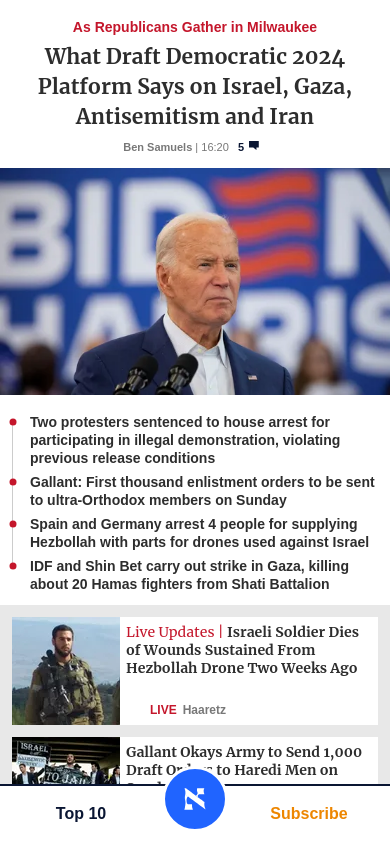 As Republicans Gather in Milwaukee
What Draft Democratic 2024
Platform Says on Israel, Gaza,
Antisemitism and Iran
Ben Samuels | 16:20 5
BIDEN
HARRIS
Two protesters sentenced to house arrest for
participating in illegal demonstration, violating
previous release conditions
Gallant: First thousand enlistment orders to be sent
to ultra-Orthodox members on Sunday
Spain and Germany arrest 4 people for supplying
Hezbollah with parts for drones used against Israel
IDF and Shin Bet carry out strike in Gaza, killing
about 20 Hamas fighters from Shati Battalion
Live Updates | Israeli Soldier Dies
of Wounds Sustained From
Hezbollah Drone Two Weeks Ago
LIVE Haaretz
ISRAEL
TO JAIL
Gallant Okays Army to Send 1,000
Draft Orders to Haredi Men on
Top 10
Subscribe